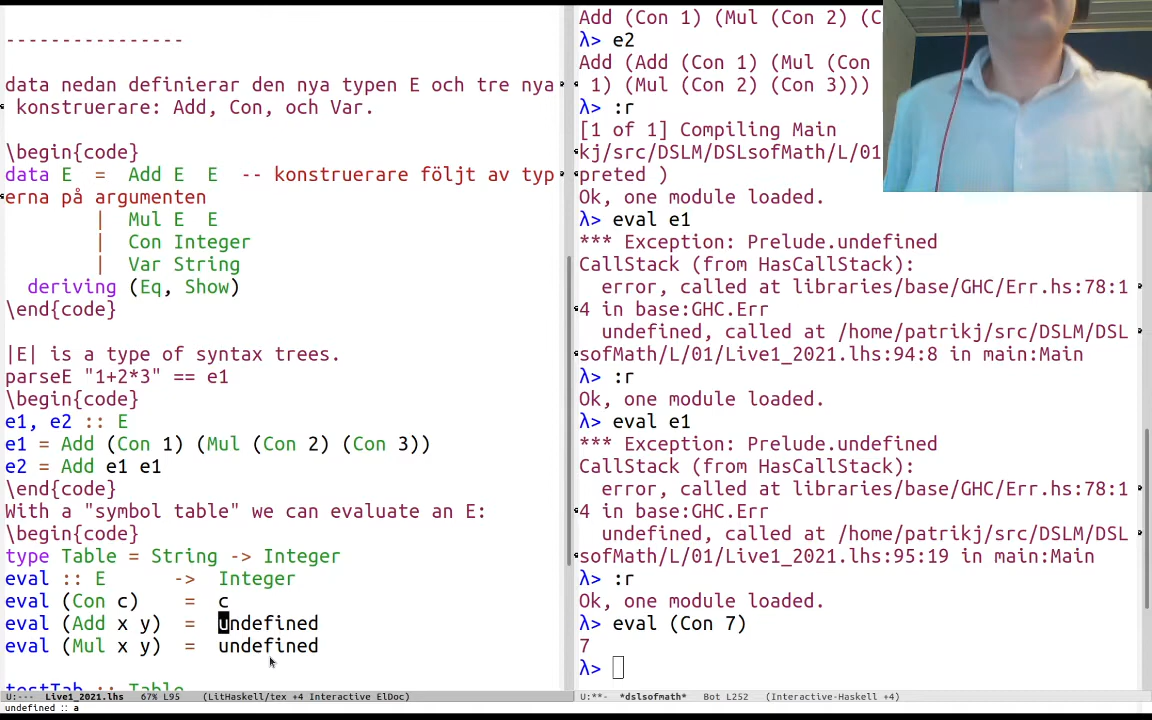 ----------------
data nedan definierar den nya typen E och tre nya
konstruerare: Add, Con, och Var.
\begin{code}
data E  =  Add E  E  -- konstruerare följt av typ
erna på argumenten
|  Mul E  E
|  Con Integer
|  Var String
deriving (Eq, Show)
\end{code}
|E| is a type of syntax trees.
parseE "1+2*3" == e1
\begin{code}
e1, e2 :: E
e1 = Add (Con 1) (Mul (Con 2) (Con 3))
e2 = Add e1 e1
\end{code}
With a "symbol table" we can evaluate an E:
\begin{code}
type Table = String -> Integer
eval :: E      ->  Integer
eval (Con c)    =  c
eval (Add x y)  =  undefined
eval (Mul x y)  =  undefined
testTab :: Table
U:---  Live1_2021.lhs   67% L95    (LitHaskell/tex +4 Interactive ElDoc)
undefined :: a
Add (Con 1) (Mul (Con 2) (C
λ> e2
Add (Add (Con 1) (Mul (Con
1) (Mul (Con 2) (Con 3)))
λ> :r
[1 of 1] Compiling Main
kj/src/DSLM/DSLsofMath/L/01
preted )
Ok, one module loaded.
λ> eval e1
*** Exception: Prelude.undefined
CallStack (from HasCallStack):
error, called at libraries/base/GHC/Err.hs:78:1
4 in base:GHC.Err
undefined, called at /home/patrikj/src/DSLM/DSL
sofMath/L/01/Live1_2021.lhs:94:8 in main:Main
λ> :r
Ok, one module loaded.
λ> eval e1
*** Exception: Prelude.undefined
CallStack (from HasCallStack):
error, called at libraries/base/GHC/Err.hs:78:1
4 in base:GHC.Err
undefined, called at /home/patrikj/src/DSLM/DSL
sofMath/L/01/Live1_2021.lhs:95:19 in main:Main
λ> :r
Ok, one module loaded.
λ> eval (Con 7)
7
λ>
U:**-  *dslsofmath*   Bot L252   (Interactive-Haskell +4)